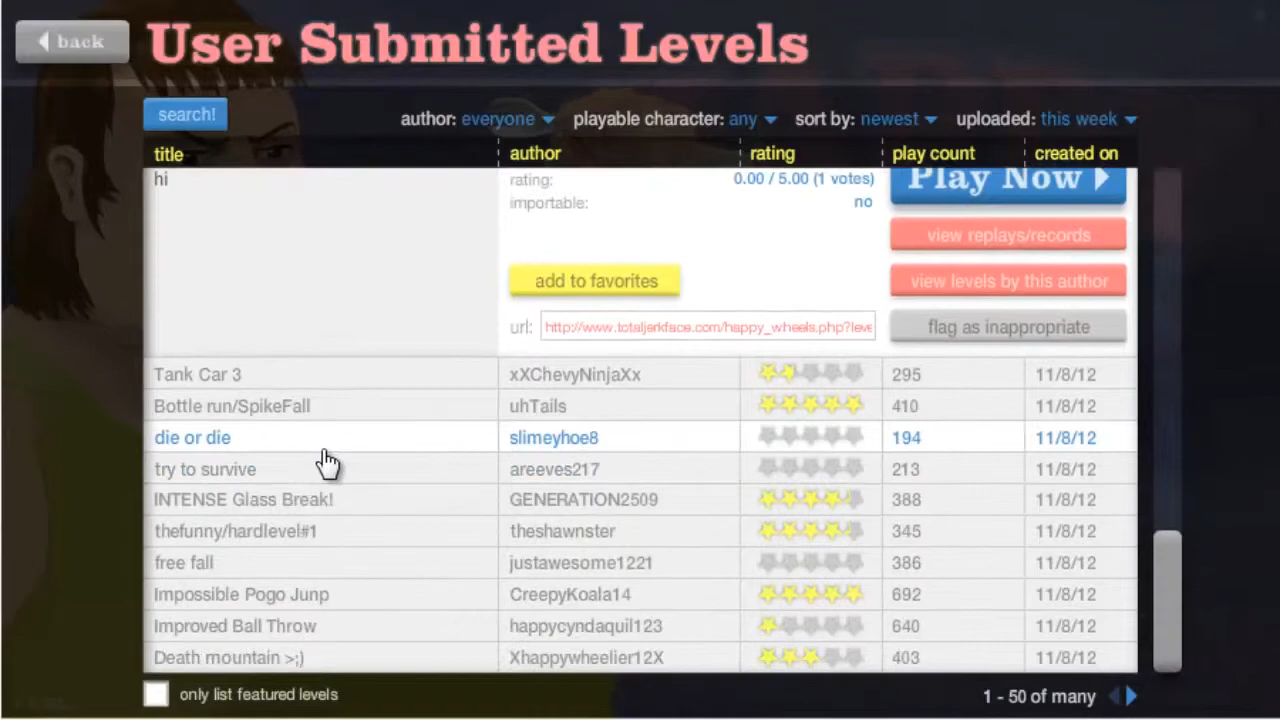 back
User Submitted Levels
search!
author: everyone playable character: any sort by: newest uploaded: this week
title author rating play count created on
hi
rating: 0.00 / 5.00 (1 votes)
Play Now
importable: no
view replays/records
add to favorites
view levels by this author
url: http://www.totaljerkface.com/happy_wheels.php?leve
flag as inappropriate
Tank Car 3 xXChevyNinjaXx 295 11/8/12
Bottle run/SpikeFall uhTails 410 11/8/12
die or die slimeyhoe8 194 11/8/12
try to survive areeves217 213 11/8/12
INTENSE Glass Break! GENERATION2509 388 11/8/12
thefunny/hardlevel#1 theshawnster 345 11/8/12
free fall justawesome1221 386 11/8/12
Impossible Pogo Junp CreepyKoala14 692 11/8/12
Improved Ball Throw happycyndaquil123 640 11/8/12
Death mountain >;) Xhappywheelier12X 403 11/8/12
only list featured levels
1 - 50 of many